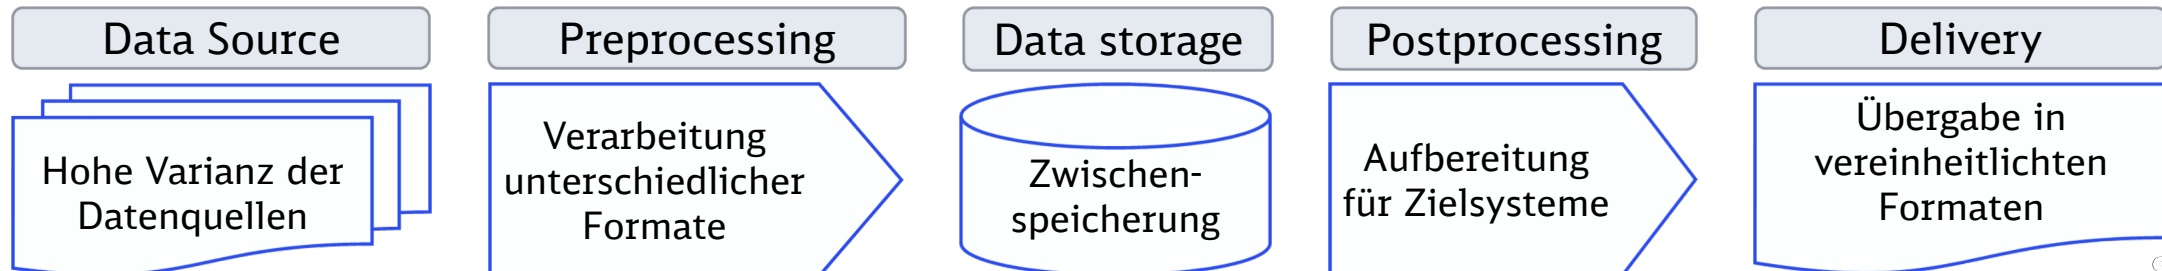 Data Source
Preprocessing
Data storage
Postprocessing
Delivery
Hohe Varianz der
Datenquellen
Verarbeitung
unterschiedlicher
Formate
Zwischen-
speicherung
Aufbereitung
für Zielsysteme
Übergabe in
vereinheitlichten
Formaten